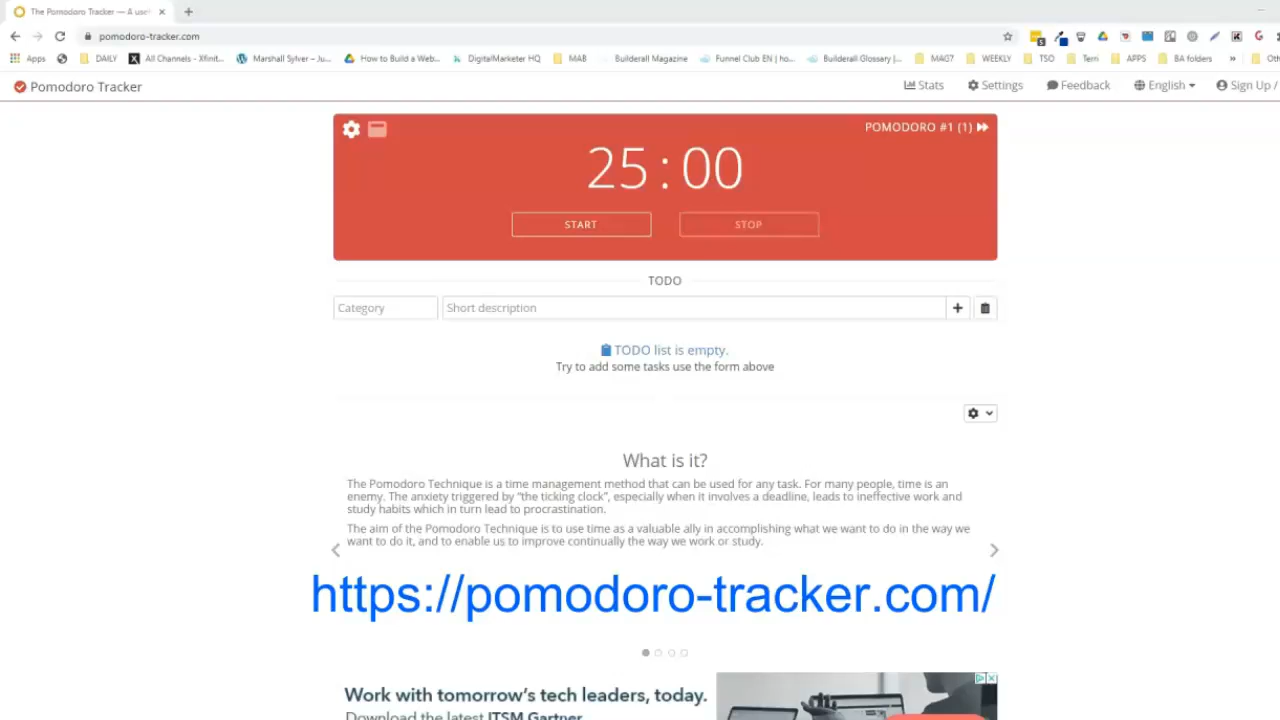 The Pomodoro Tracker — A use
pomodoro-tracker.com
Apps DAILY All Channels - Xfinit... Marshall Sylver – Ju... How to Build a Web... DigitalMarketer HQ MAB Builderall Magazine Funnel Club EN | ho... Builderall Glossary |... MAG7 WEEKLY TSO Terri APPS BA folders » Oth
Pomodoro Tracker Stats Settings Feedback English Sign Up /
POMODORO #1 (1)
25:00
START STOP
TODO
Category Short description +
TODO list is empty.
Try to add some tasks use the form above
What is it?
The Pomodoro Technique is a time management method that can be used for any task. For many people, time is an
enemy. The anxiety triggered by “the ticking clock”, especially when it involves a deadline, leads to ineffective work and
study habits which in turn lead to procrastination.
The aim of the Pomodoro Technique is to use time as a valuable ally in accomplishing what we want to do in the way we
want to do it, and to enable us to improve continually the way we work or study.
https://pomodoro-tracker.com/
Work with tomorrow's tech leaders, today.
Download the latest ITSM Gartner